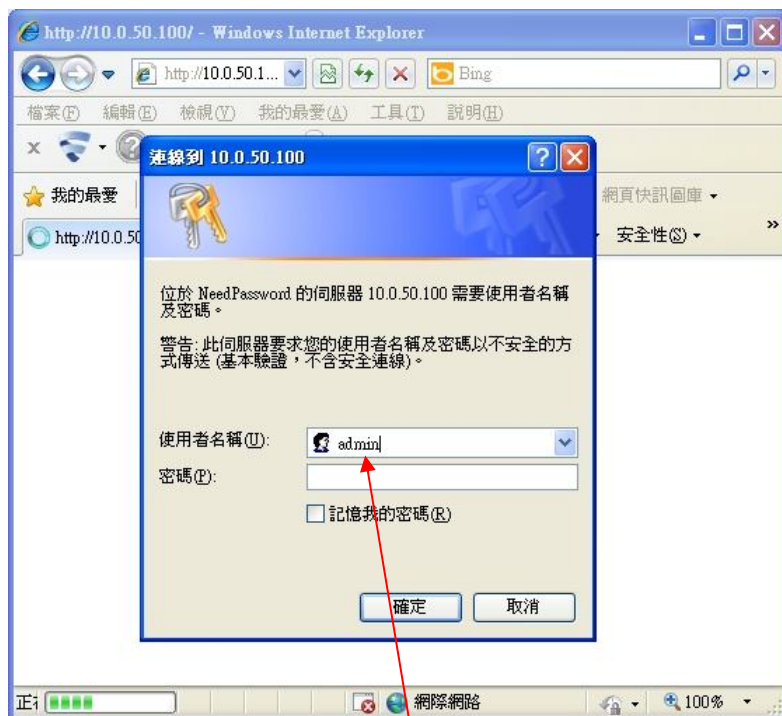 http://10.0.50.100/ - Windows Internet Explorer
http://10.0.50.1... Bing
檔案(F) 編輯(E) 檢視(V) 我的最愛(A) 工具(T) 說明(H)
x
連線到 10.0.50.100
我的最愛 網頁快訊圖庫
http://10.0.50 安全性(S) »
位於 NeedPassword 的伺服器 10.0.50.100 需要使用者名稱
及密碼。
警告: 此伺服器要求您的使用者名稱及密碼以不安全的方
式傳送 (基本驗證，不含安全連線)。
使用者名稱(U): admin
密碼(P):
記憶我的密碼(R)
確定 取消
正 網際網路 100%